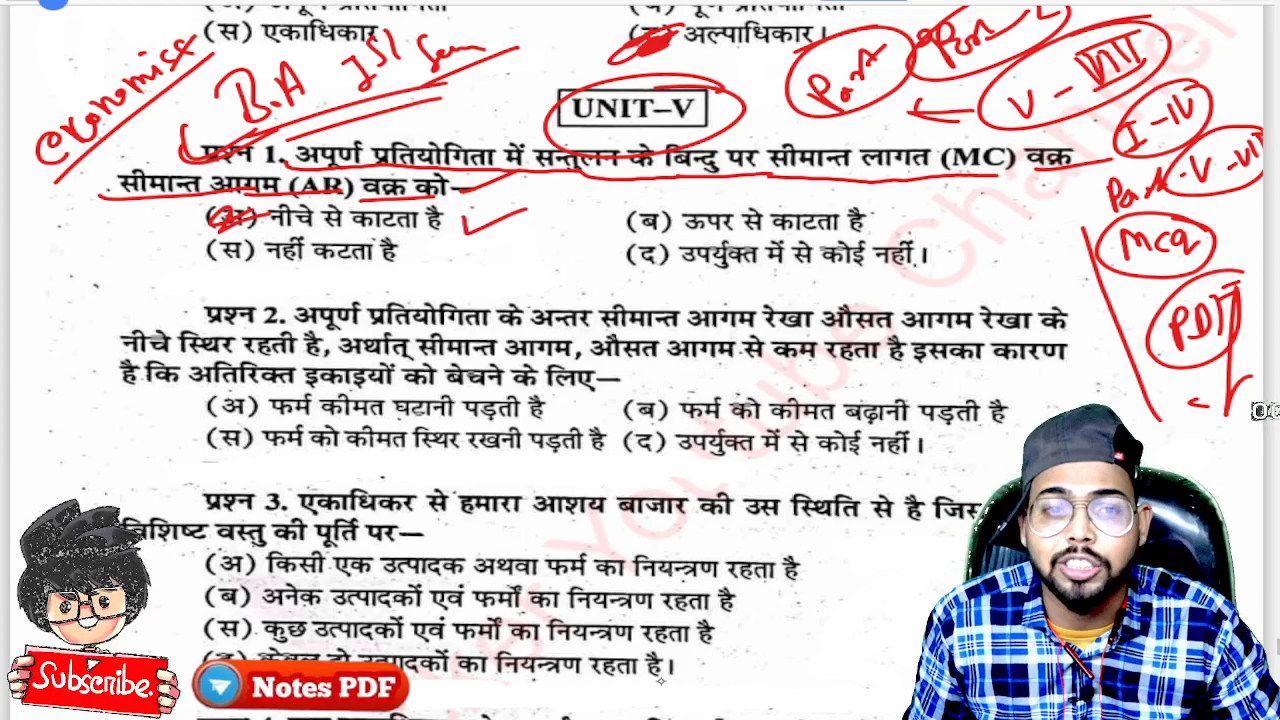 (स) एकाधिकार
अल्पाधिकार।
economics
B.A 1st Sem
Part
V - VIII
I - IV
Part V - VIII
MCQ
PDF
UNIT–V
प्रश्न 1. अपूर्ण प्रतियोगिता में सन्तुलन के बिन्दु पर सीमान्त लागत (MC) वक्र
सीमान्त आगम (AR) वक्र को—
नीचे से काटता है
(ब) ऊपर से काटता है
(स) नहीं कटता है
(द) उपर्युक्त में से कोई नहीं।
प्रश्न 2. अपूर्ण प्रतियोगिता के अन्तर सीमान्त आगम रेखा औसत आगम रेखा के
नीचे स्थिर रहती है, अर्थात् सीमान्त आगम, औसत आगम से कम रहता है इसका कारण
है कि अतिरिक्त इकाइयों को बेचने के लिए—
(अ) फर्म कीमत घटानी पड़ती है
(ब) फर्म को कीमत बढ़ानी पड़ती है
(स) फर्म को कीमत स्थिर रखनी पड़ती है
(द) उपर्युक्त में से कोई नहीं।
प्रश्न 3. एकाधिकर से हमारा आशय बाजार की उस स्थिति से है
विशिष्ट वस्तु की पूर्ति पर—
(अ) किसी एक उत्पादक अथवा फर्म का नियन्त्रण रहता है
(ब) अनेक उत्पादकों एवं फर्मों का नियन्त्रण रहता है
(स) कुछ उत्पादकों एवं फर्मों का नियन्त्रण रहता है
का नियन्त्रण रहता है।
Subscribe.
Notes PDF